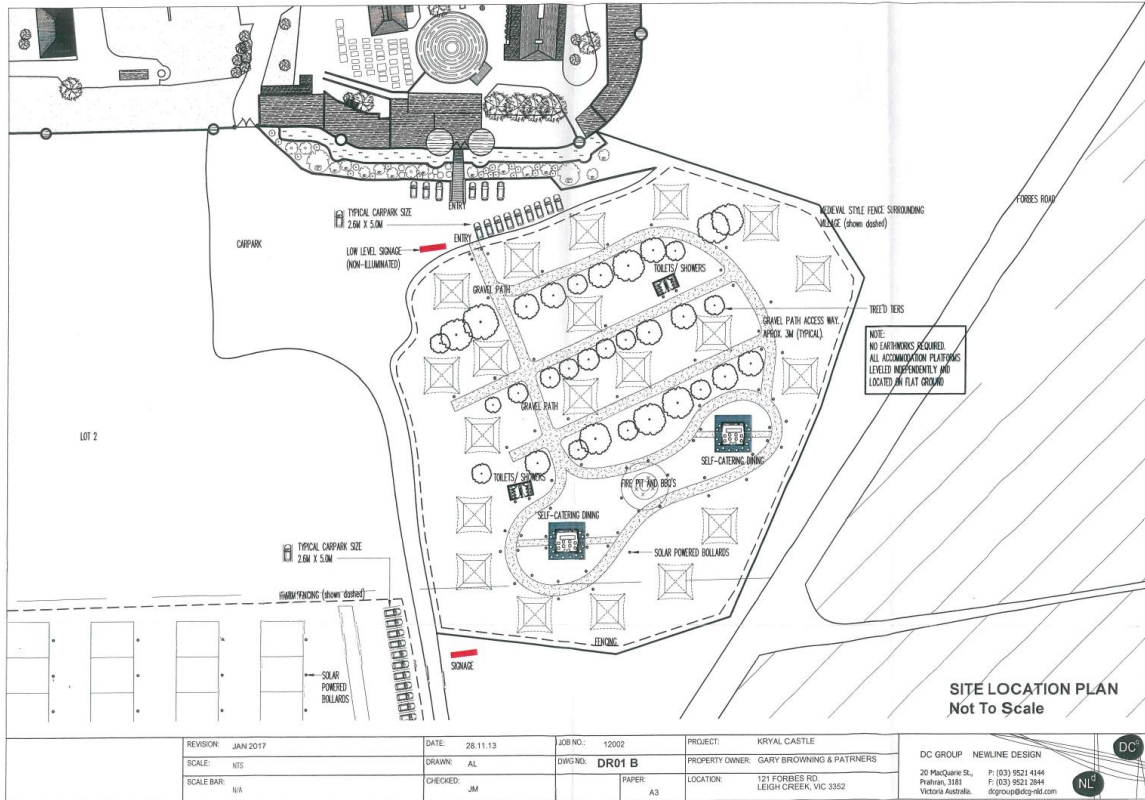 ENTRY
TYPICAL CARPARK SIZE
2.6M X 5.0M
ENTRY
LOW LEVEL SIGNAGE
(NON-ILLUMINATED)
CARPARK
MEDIEVAL STYLE FENCE SURROUNDING
VILLAGE (shown dashed)
FORBES ROAD
TOILETS/ SHOWERS
GRAVEL PATH
TREE'D TIERS
GRAVEL PATH ACCESS WAY.
APROX. 3M (TYPICAL).
NOTE:
NO EARTHWORKS REQUIRED.
ALL ACCOMMODATION PLATFORMS
LEVELED INDEPENDENTLY AND
LOCATED ON FLAT GROUND
GRAVEL PATH
LOT 2
SELF-CATERING DINING
TOILETS/ SHOWERS
FIRE PIT AND BBQ'S
SELF-CATERING DINING
SOLAR POWERED BOLLARDS
TYPICAL CARPARK SIZE
2.6M X 5.0M
FENCING (shown dashed)
FENCING
SIGNAGE
SOLAR
POWERED
BOLLARDS
SITE LOCATION PLAN
Not To Scale
REVISION: JAN 2017
SCALE: NTS
SCALE BAR: N/A
DATE: 28.11.13
DRAWN: AL
CHECKED: JM
JOB NO.: 12002
DWG NO: DR01 B
PAPER: A3
PROJECT: KRYAL CASTLE
PROPERTY OWNER: GARY BROWNING & PATRNERS
LOCATION: 121 FORBES RD.
LEIGH CREEK, VIC 3352
DC GROUP NEWLINE DESIGN
20 MacQuarie St., P: (03) 9521 4144
Prahran, 3181 F: (03) 9521 2844
Victoria Australia. dcgroup@dcg-nld.com
DC
NLd